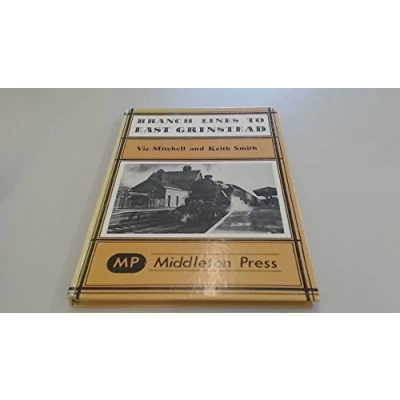 BRANCH LINES TO
EAST GRINSTEAD
Vic Mitchell and Keith Smith
MP Middleton Press